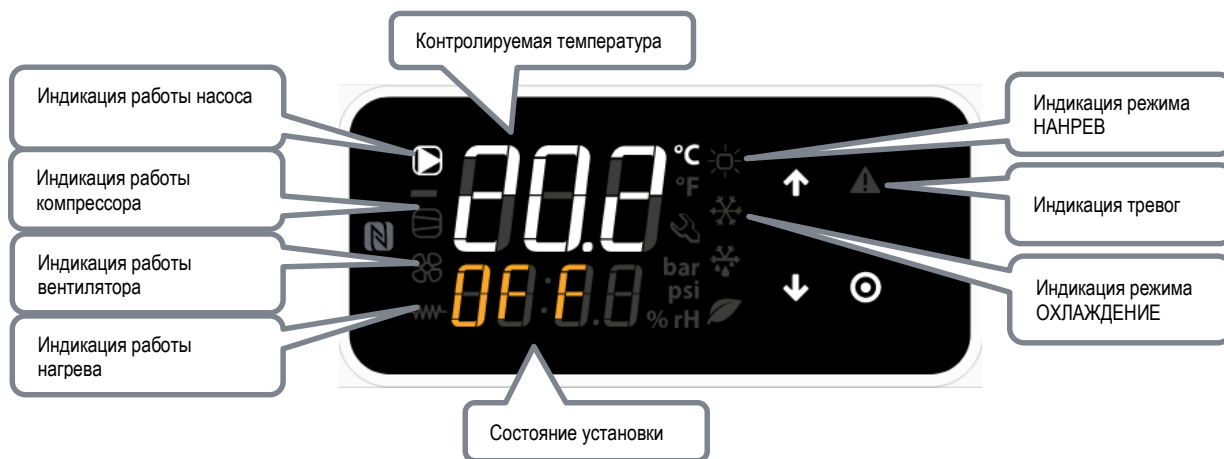 Контролируемая температура
Индикация работы насоса
Индикация работы
компрессора
Индикация работы
вентилятора
Индикация работы
нагрева
20.2
°C
°F
bar
psi
% rH
OFF
N
Индикация режима
НАНРЕВ
Индикация тревог
Индикация режима
ОХЛАЖДЕНИЕ
Состояние установки